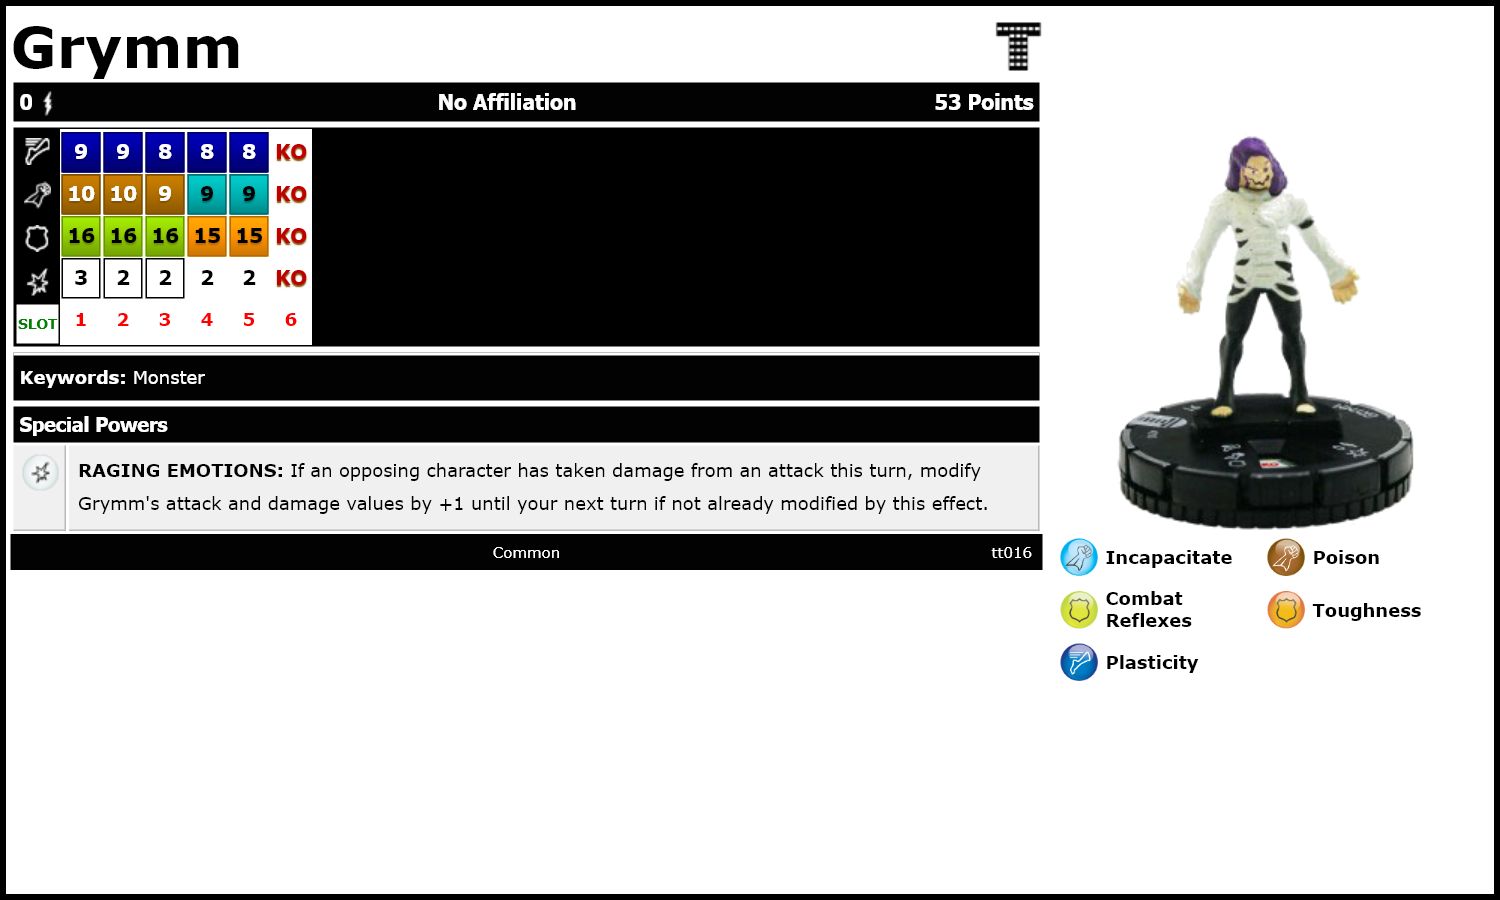 Grymm
0 No Affiliation 53 Points
9 9 8 8 8 KO
10 10 9 9 9 KO
16 16 16 15 15 KO
3 2 2 2 2 KO
SLOT 1 2 3 4 5 6
Keywords: Monster
Special Powers
RAGING EMOTIONS: If an opposing character has taken damage from an attack this turn, modify
Grymm's attack and damage values by +1 until your next turn if not already modified by this effect.
Common tt016
KO
Incapacitate Poison
Combat
Reflexes
Toughness
Plasticity